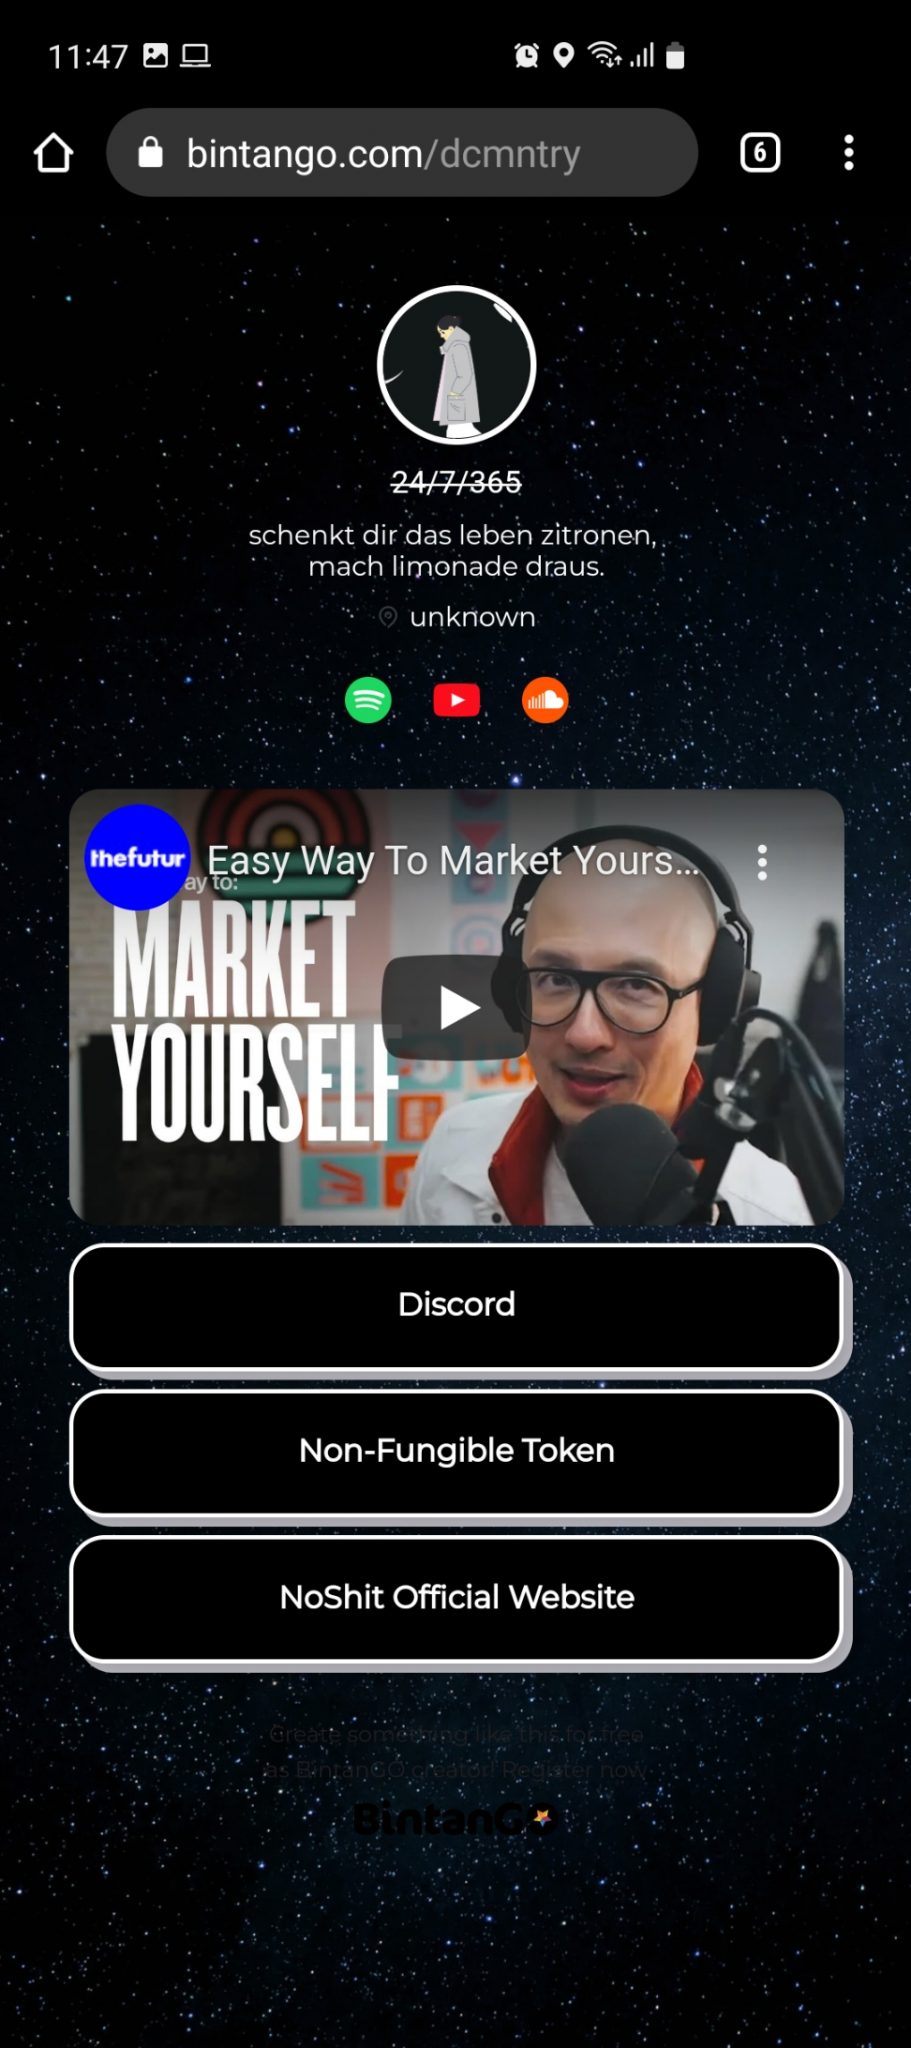 11:47
bintango.com/dcmntry
6
24/7/365
schenkt dir das leben zitronen,
mach limonade draus.
unknown
thefutur
Easy Way To Market Yours...
ay to:
MARKET
YOURSELF
Discord
Non-Fungible Token
NoShit Official Website
Create something like this for free
as BintanGO creator! Register now
BintanGO